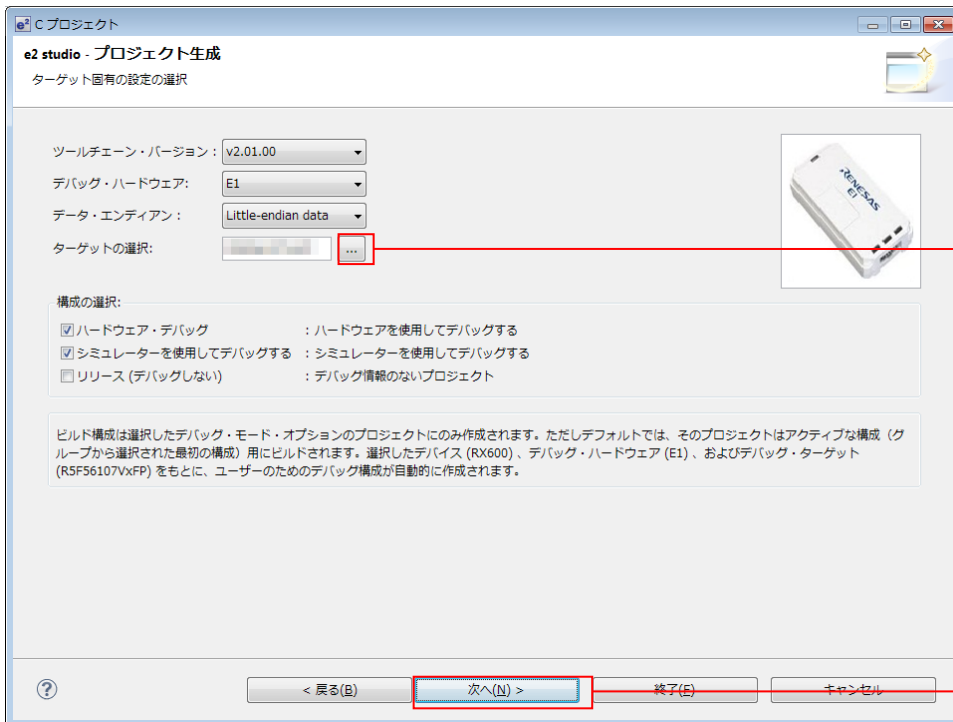 C プロジェクト
e2 studio - プロジェクト生成
ターゲット固有の設定の選択
ツールチェーン・バージョン : v2.01.00
デバッグ・ハードウェア: E1
データ・エンディアン : Little-endian data
ターゲットの選択: ...
RENESAS
E1
構成の選択:
ハードウェア・デバッグ : ハードウェアを使用してデバッグする
シミュレーターを使用してデバッグする : シミュレーターを使用してデバッグする
リリース (デバッグしない) : デバッグ情報のないプロジェクト
ビルド構成は選択したデバッグ・モード・オプションのプロジェクトにのみ作成されます。ただしデフォルトでは、そのプロジェクトはアクティブな構成（グ
ループから選択された最初の構成）用にビルドされます。選択したデバイス (RX600) 、デバッグ・ハードウェア (E1) 、およびデバッグ・ターゲット
(R5F56107VxFP) をもとに、ユーザーのためのデバッグ構成が自動的に作成されます。
< 戻る(B) 次へ(N) > 終了(F) キャンセル